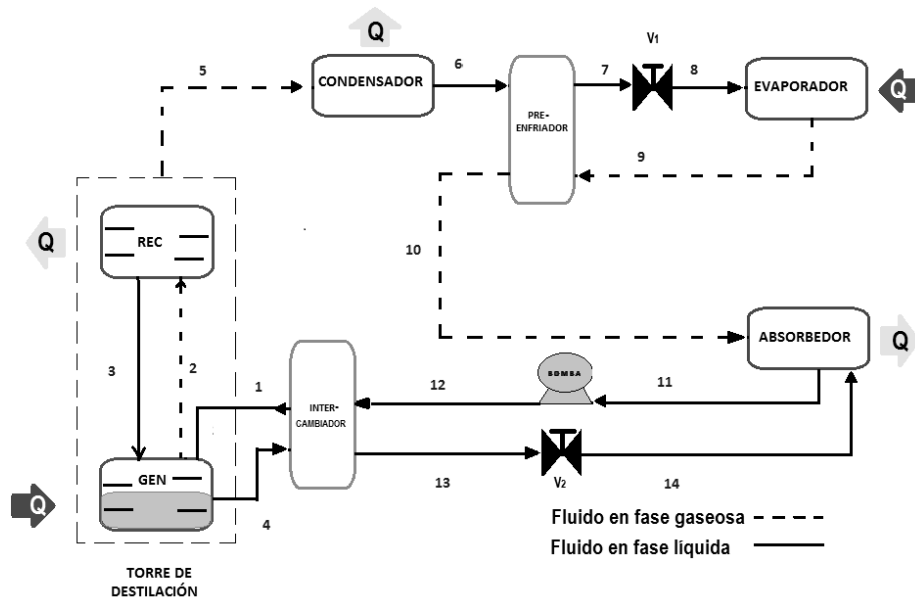 Q
V1
5
CONDENSADOR
6
7
8
EVAPORADOR
Q
PRE-
ENFRIADOR
9
REC
Q
10
ABSORBEDOR
Q
3
2
1
INTER-
CAMBIADOR
12
BOMBA
11
GEN
Q
4
13
V2
14
Fluido en fase gaseosa
Fluido en fase líquida
TORRE DE
DESTILACIÓN